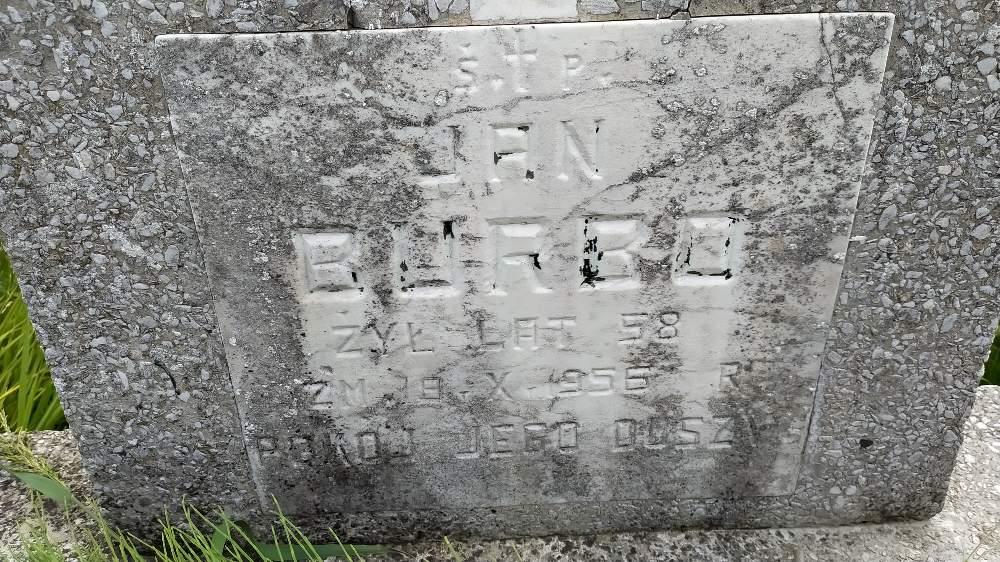 Ś. † P.
JAN
BURBO
ŻYŁ LAT 58
ZM. 19. X. 1956 R.
POKÓJ JEGO DUSZY